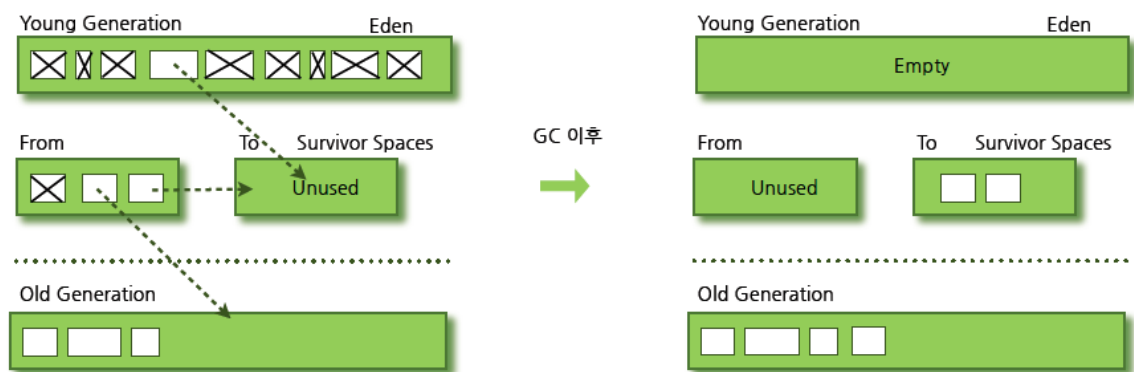 Young Generation Eden
From To Survivor Spaces
Unused
Old Generation
GC 이후
Young Generation Eden
Empty
From To Survivor Spaces
Unused
Old Generation